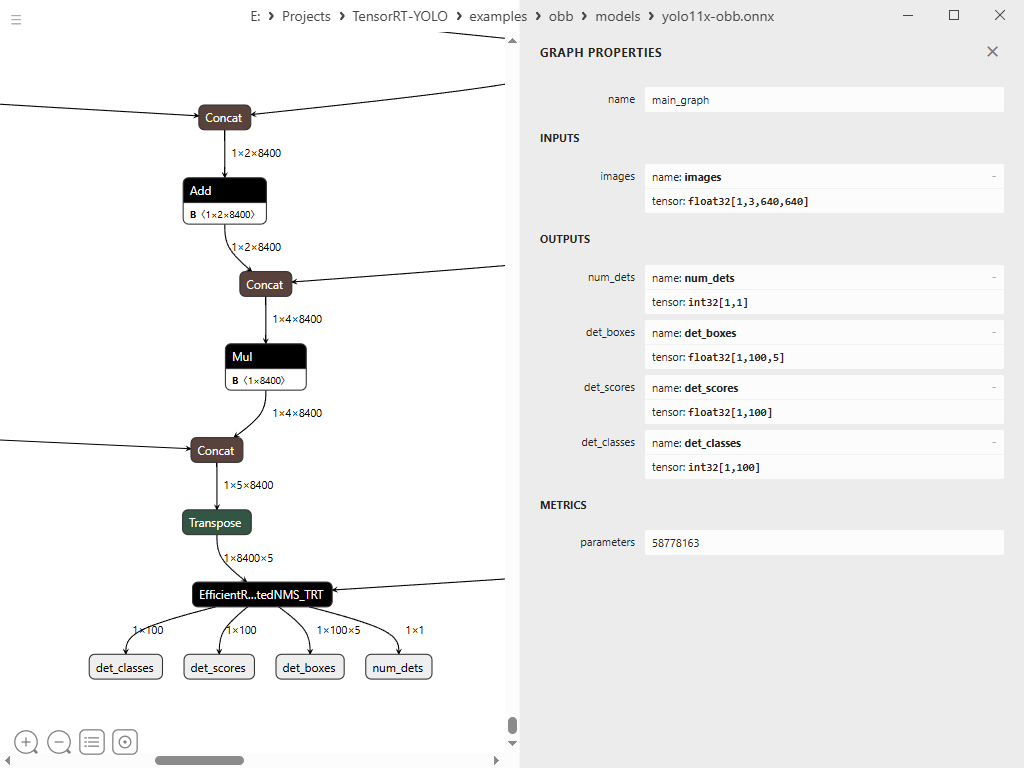 E: > Projects > TensorRT-YOLO > examples > obb > models > yolo11x-obb.onnx
Concat
1×2×8400
Add
B 〈1×2×8400〉
1×2×8400
Concat
1×4×8400
Mul
B 〈1×8400〉
1×4×8400
Concat
1×5×8400
Transpose
1×8400×5
EfficientR...tedNMS_TRT
1×100
1×100
1×100×5
1×1
det_classes
det_scores
det_boxes
num_dets
GRAPH PROPERTIES
name
main_graph
INPUTS
images
name: images
-
tensor: float32[1,3,640,640]
OUTPUTS
num_dets
name: num_dets
-
tensor: int32[1,1]
det_boxes
name: det_boxes
-
tensor: float32[1,100,5]
det_scores
name: det_scores
-
tensor: float32[1,100]
det_classes
name: det_classes
-
tensor: int32[1,100]
METRICS
parameters
58778163